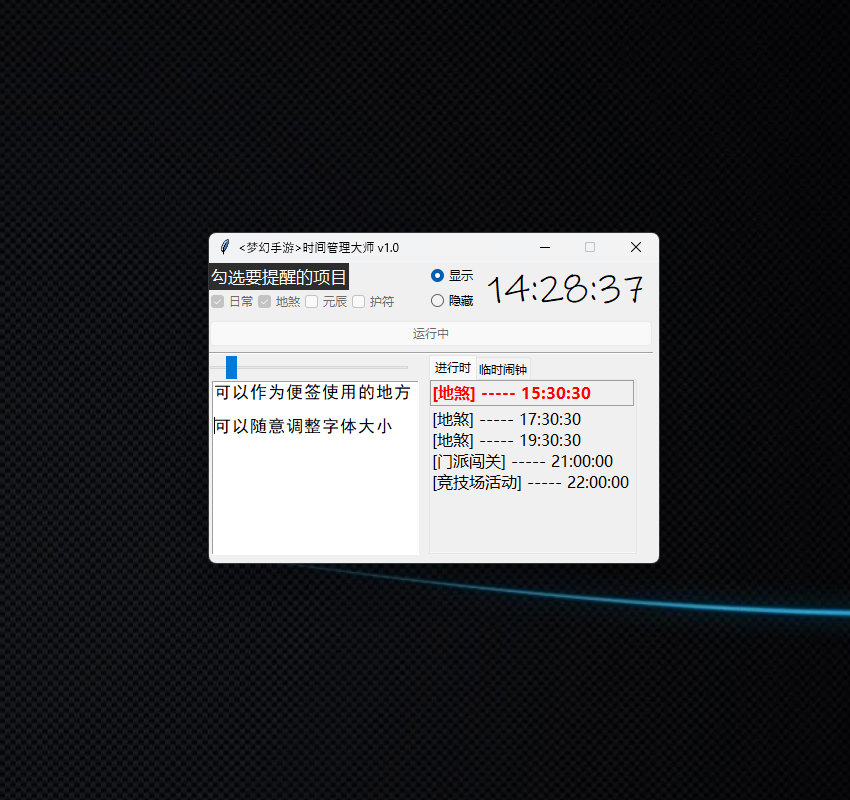 <梦幻手游>时间管理大师 v1.0
勾选要提醒的项目
日常 地煞 元辰 护符
显示
隐藏
14:28:37
运行中
可以作为便签使用的地方
可以随意调整字体大小
进行时 临时闹钟
[地煞] ----- 15:30:30
[地煞] ----- 17:30:30
[地煞] ----- 19:30:30
[门派闯关] ----- 21:00:00
[竞技场活动] ----- 22:00:00